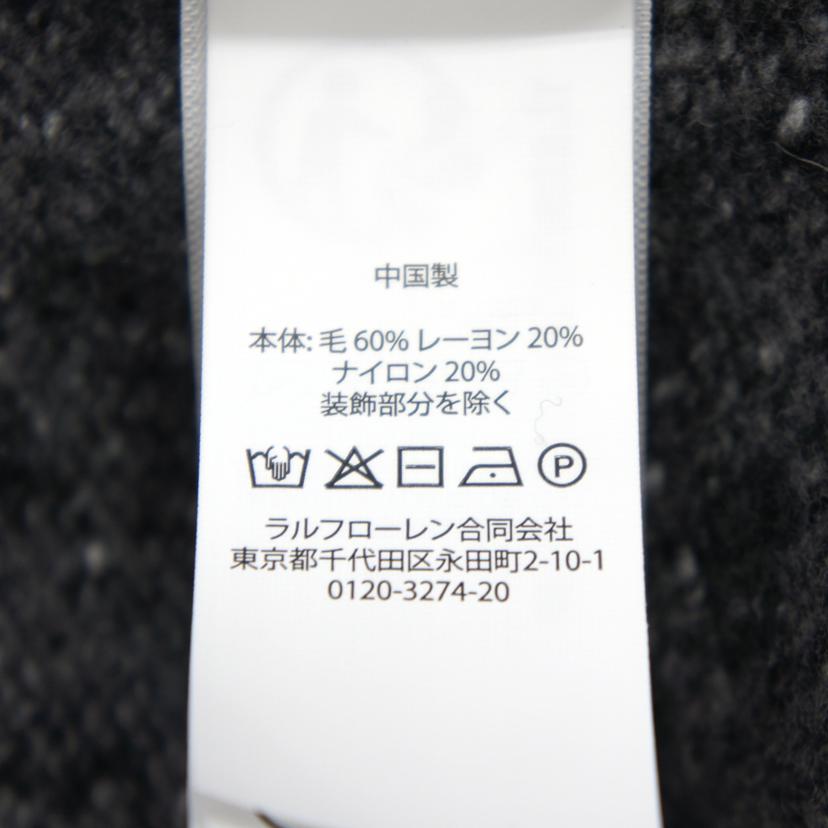 中国製
本体: 毛 60% レーヨン 20%
ナイロン 20%
装飾部分を除く
P
ラルフローレン合同会社
東京都千代田区永田町2-10-1
0120-3274-20